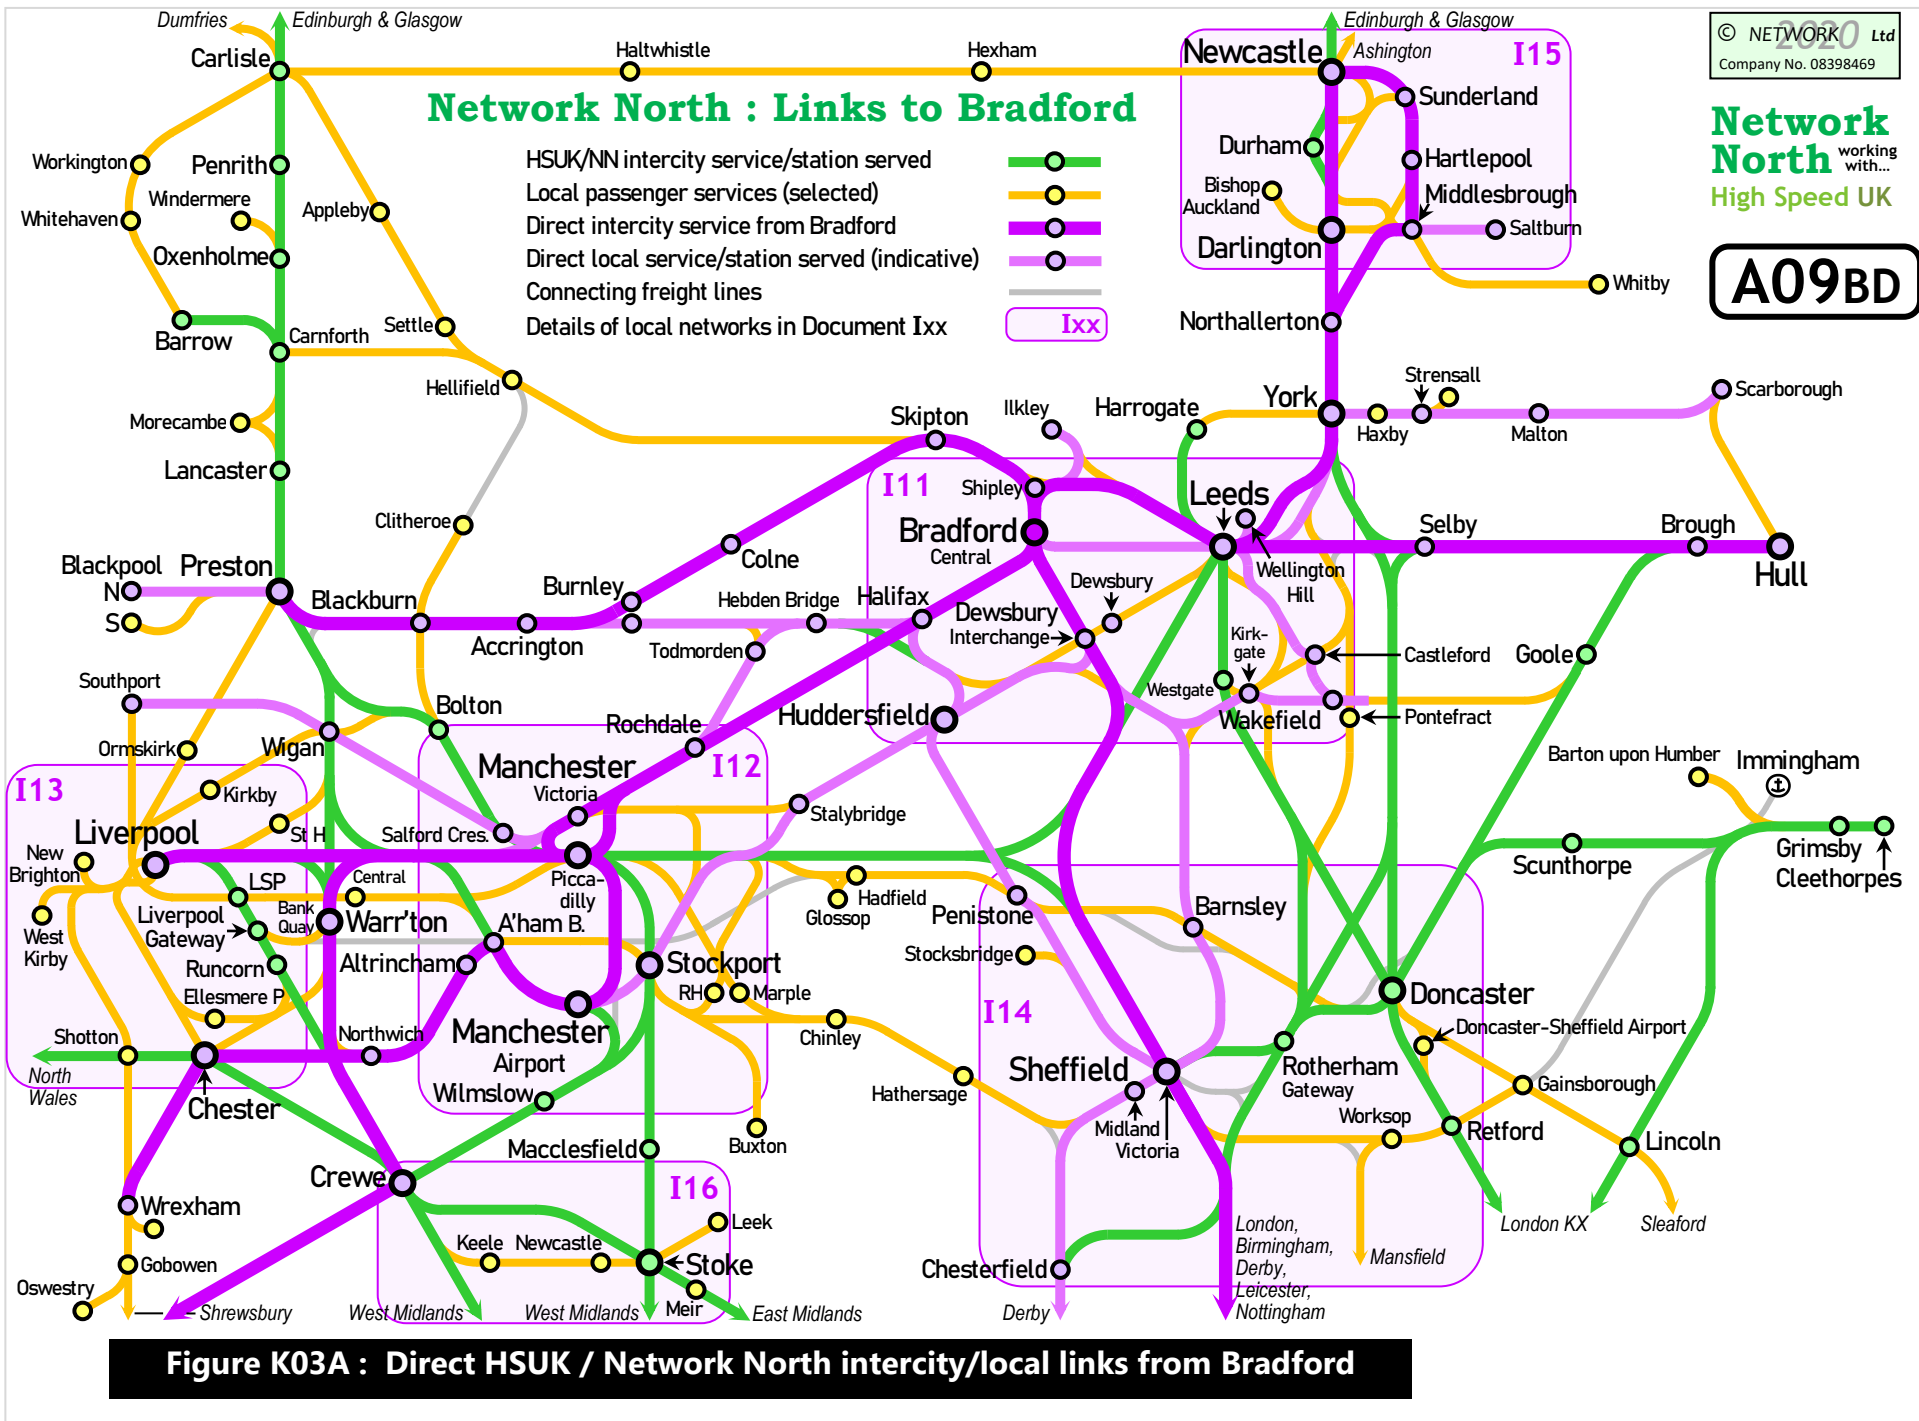 Dumfries
Edinburgh & Glasgow
Edinburgh & Glasgow
Carlisle
Haltwhistle
Hexham
Newcastle
Ashington
I15
© NETWORK 2020 Ltd
Company No. 08398469
Network North : Links to Bradford
Sunderland
Network
North working
with...
High Speed UK
Durham
Hartlepool
HSUK/NN intercity service/station served
Local passenger services (selected)
Direct intercity service from Bradford
Direct local service/station served (indicative)
Connecting freight lines
Details of local networks in Document Ixx
Ixx
Workington
Penrith
Windermere
Whitehaven
Appleby
Bishop
Auckland
Middlesbrough
Saltburn
Darlington
Oxenholme
Whitby
A09BD
Barrow
Carnforth
Settle
Northallerton
Hellifield
Strensall
Scarborough
Morecambe
Skipton
Ilkley
Harrogate
York
Haxby
Malton
Lancaster
I11
Shipley
Leeds
Clitheroe
Bradford
Central
Selby
Brough
Hull
Colne
Blackpool
N
S
Preston
Blackburn
Burnley
Accrington
Hebden Bridge
Halifax
Todmorden
Dewsbury
Dewsbury
Interchange
Wellington
Hill
Kirk-
gate
Castleford
Goole
Westgate
Wakefield
Pontefract
Southport
Bolton
Rochdale
Huddersfield
Ormskirk
Wigan
Manchester
Victoria
I12
Barton upon Humber
Immingham
I13
Kirkby
Liverpool
St H
Salford Cres.
Stalybridge
New
Brighton
Central
Picca-
dilly
Scunthorpe
Grimsby
Cleethorpes
LSP
Glossop
Hadfield
Penistone
Barnsley
Liverpool
Gateway
Bank
Quay
Warr'ton
A'ham B.
West
Kirby
Stocksbridge
Runcorn
Altrincham
Stockport
RH
Marple
Doncaster
Ellesmere P
I14
Shotton
Northwich
Manchester
Airport
Chinley
Doncaster-Sheffield Airport
North
Wales
Chester
Wilmslow
Hathersage
Sheffield
Rotherham
Gateway
Gainsborough
Midland
Victoria
Worksop
Retford
Lincoln
Buxton
Macclesfield
Crewe
I16
Wrexham
Leek
Keele
Newcastle
Stoke
Meir
Gobowen
Oswestry
Shrewsbury
West Midlands
West Midlands
East Midlands
Chesterfield
Derby
London,
Birmingham,
Derby,
Leicester,
Nottingham
Mansfield
London KX
Sleaford
Figure K03A : Direct HSUK / Network North intercity/local links from Bradford